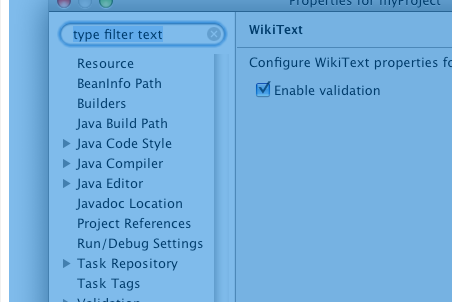 Properties for myProject
type filter text
WikiText
Resource
Configure WikiText properties fo
BeanInfo Path
Enable validation
Builders
Java Build Path
Java Code Style
Java Compiler
Java Editor
Javadoc Location
Project References
Run/Debug Settings
Task Repository
Task Tags
Validation